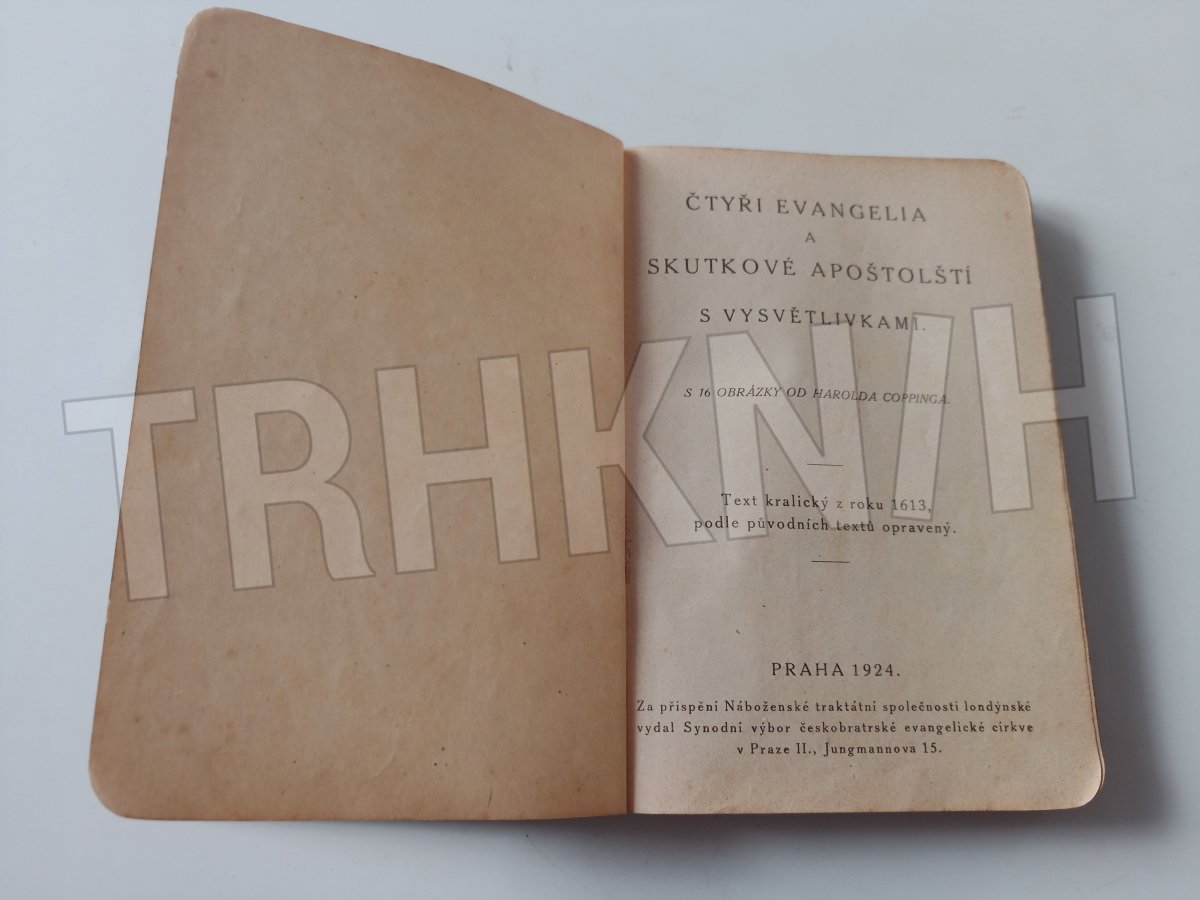 ČTYŘI EVANGELIA
A
SKUTKOVÉ APOŠTOLŠTÍ
S VYSVĚTLIVKAMI.
S 16 OBRÁZKY OD HAROLDA COPPINGA.
Text kralický z roku 1613,
podle původních textů opravený.
PRAHA 1924.
Za přispění Náboženské traktátní společnosti londýnské
vydal Synodní výbor českobratrské evangelické církve
v Praze II., Jungmannova 15.
TRHKNIH